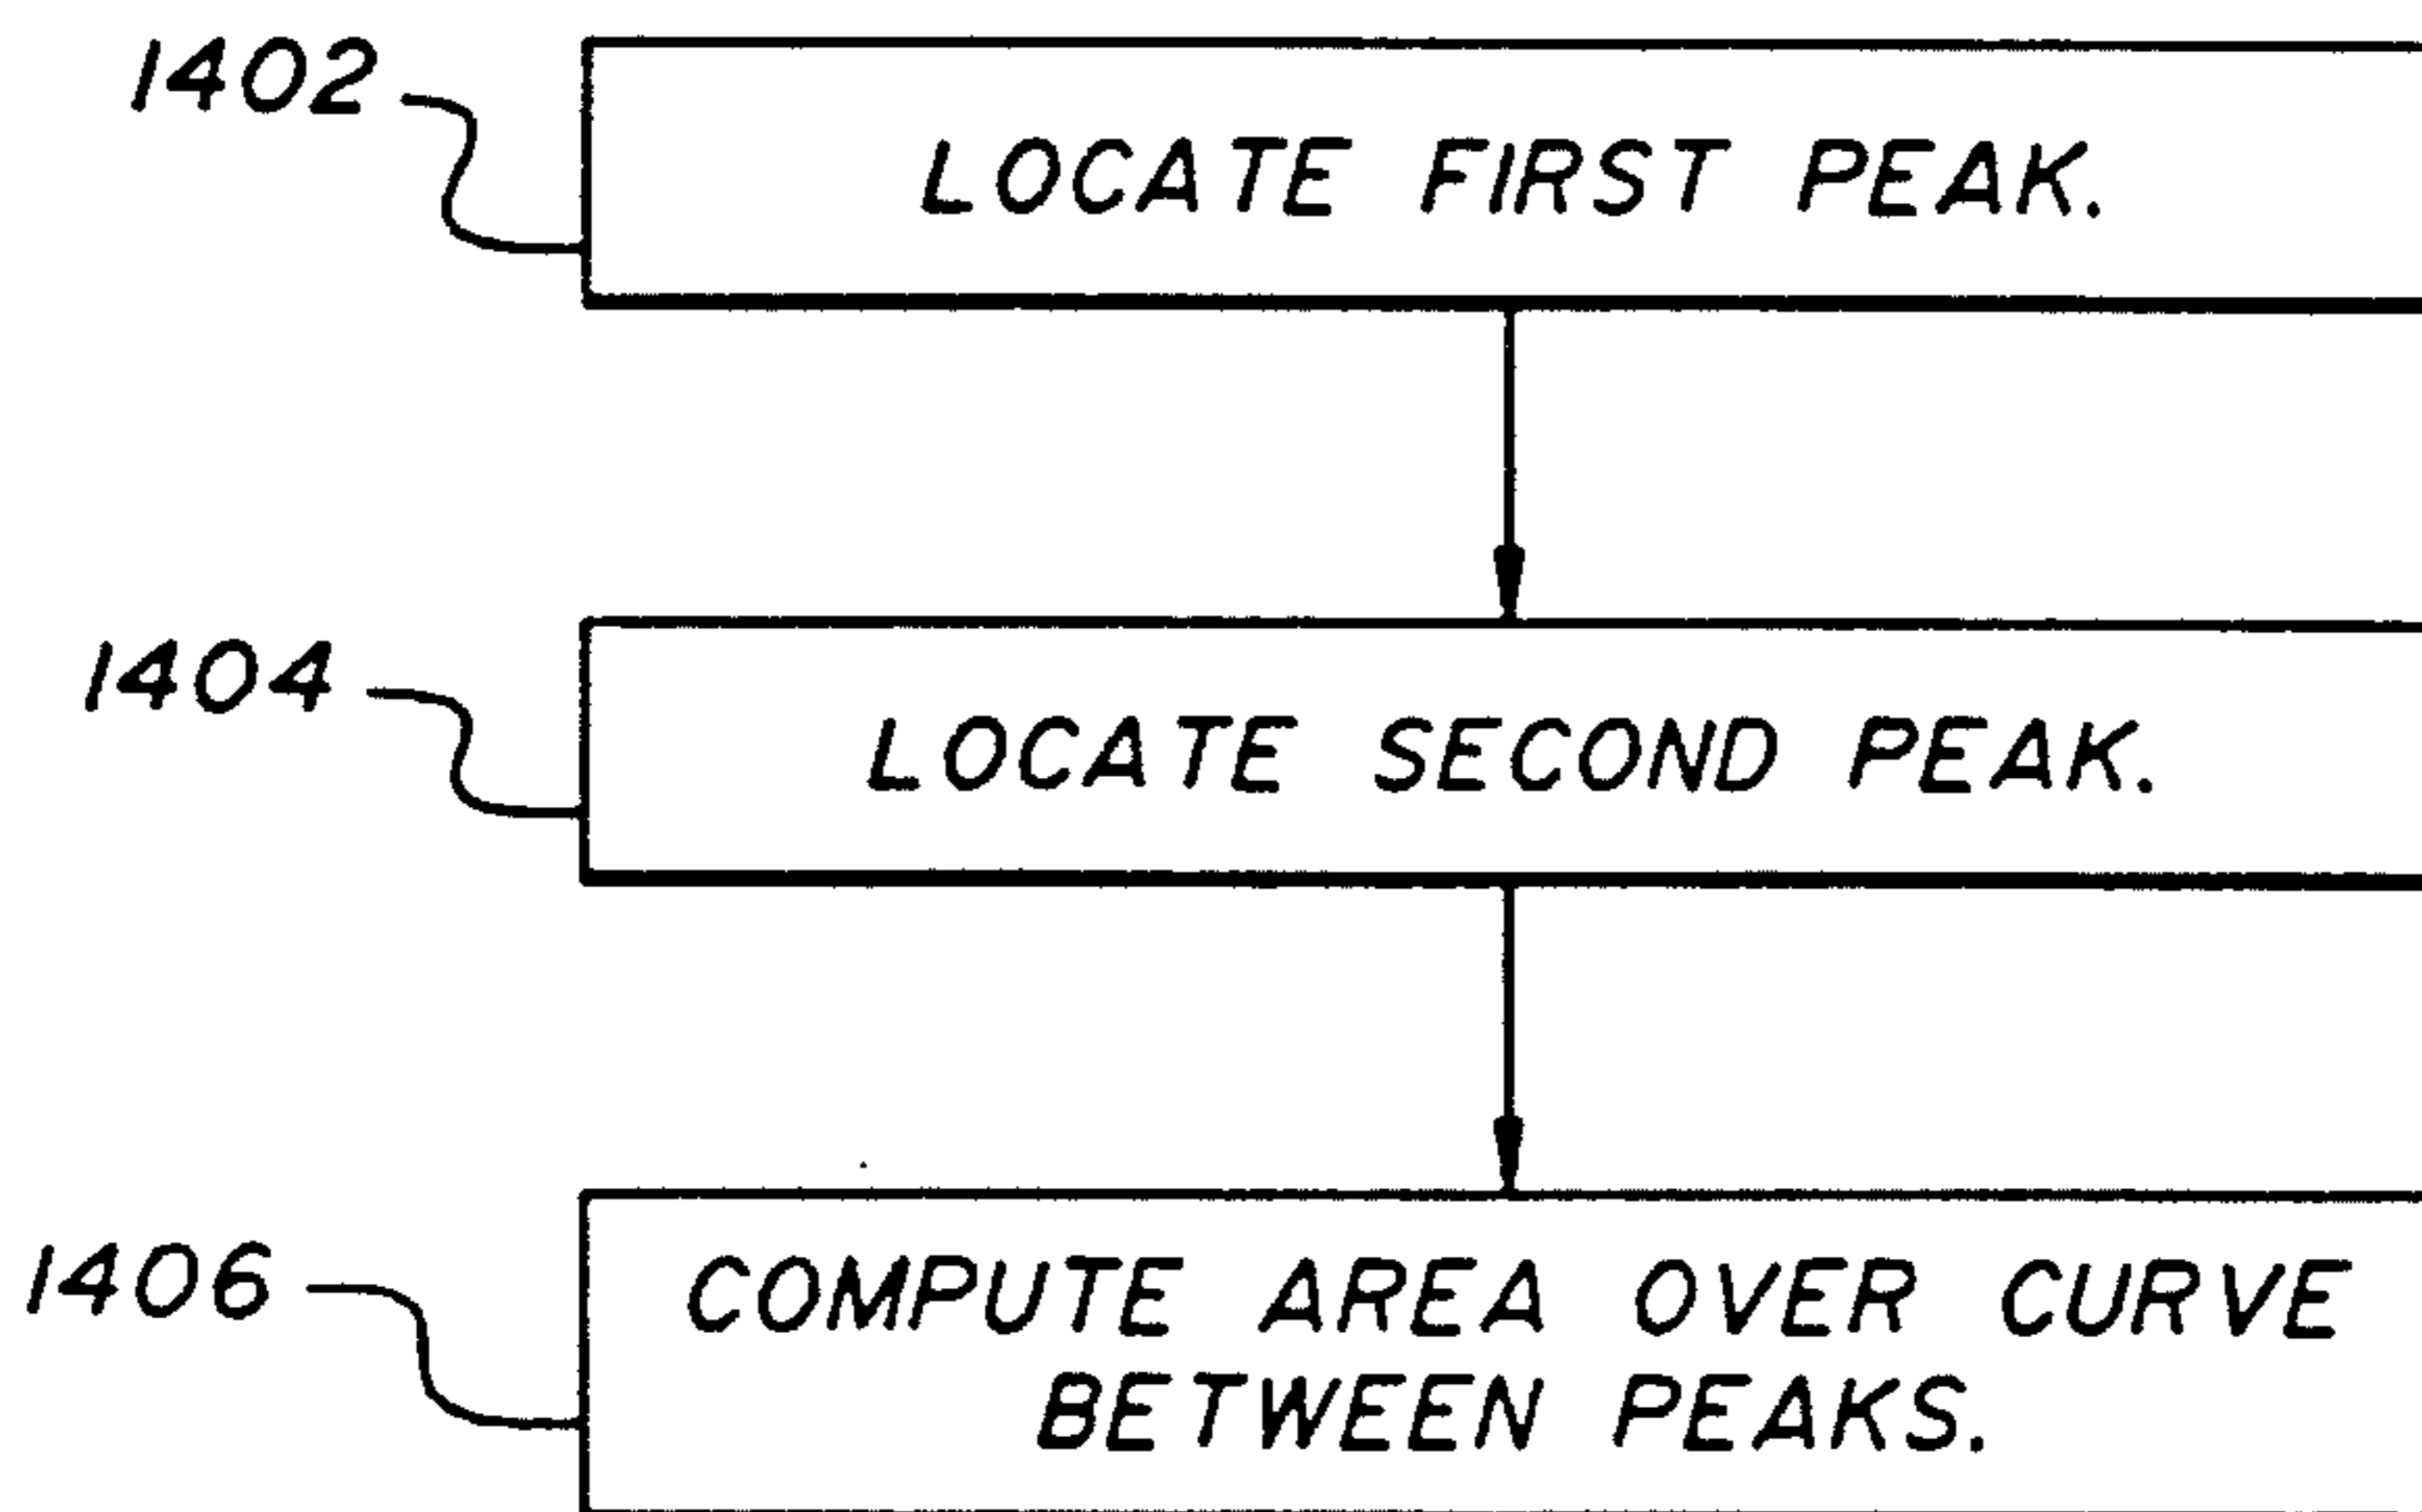 1402
LOCATE FIRST PEAK.
1404
LOCATE SECOND PEAK.
1406
COMPUTE AREA OVER CURVE
BETWEEN PEAKS.